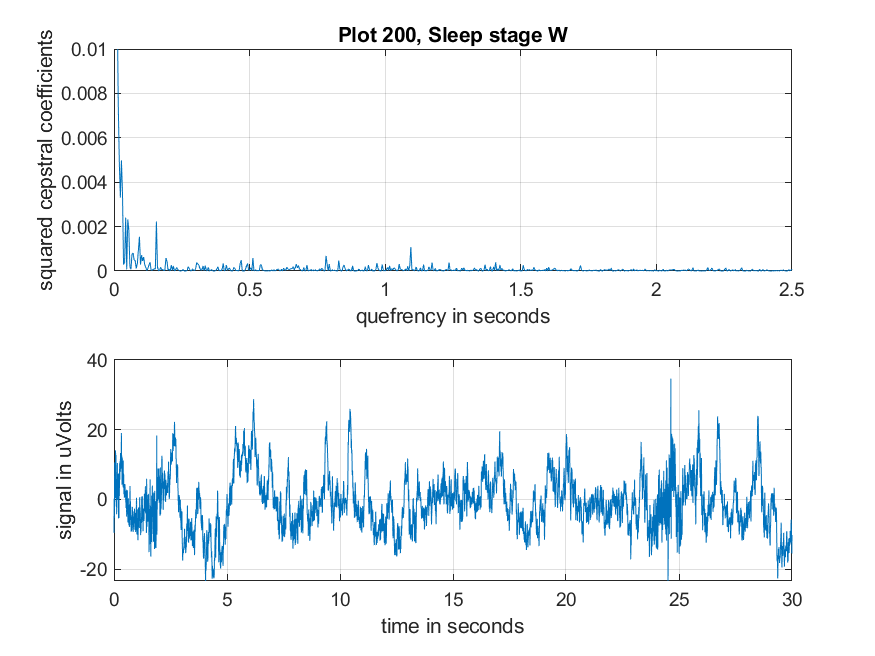 Plot 200, Sleep stage W
squared cepstral coefficients
0.01
0.008
0.006
0.004
0.002
0
0 0.5 1 1.5 2 2.5
quefrency in seconds
signal in uVolts
40
20
0
-20
0 5 10 15 20 25 30
time in seconds